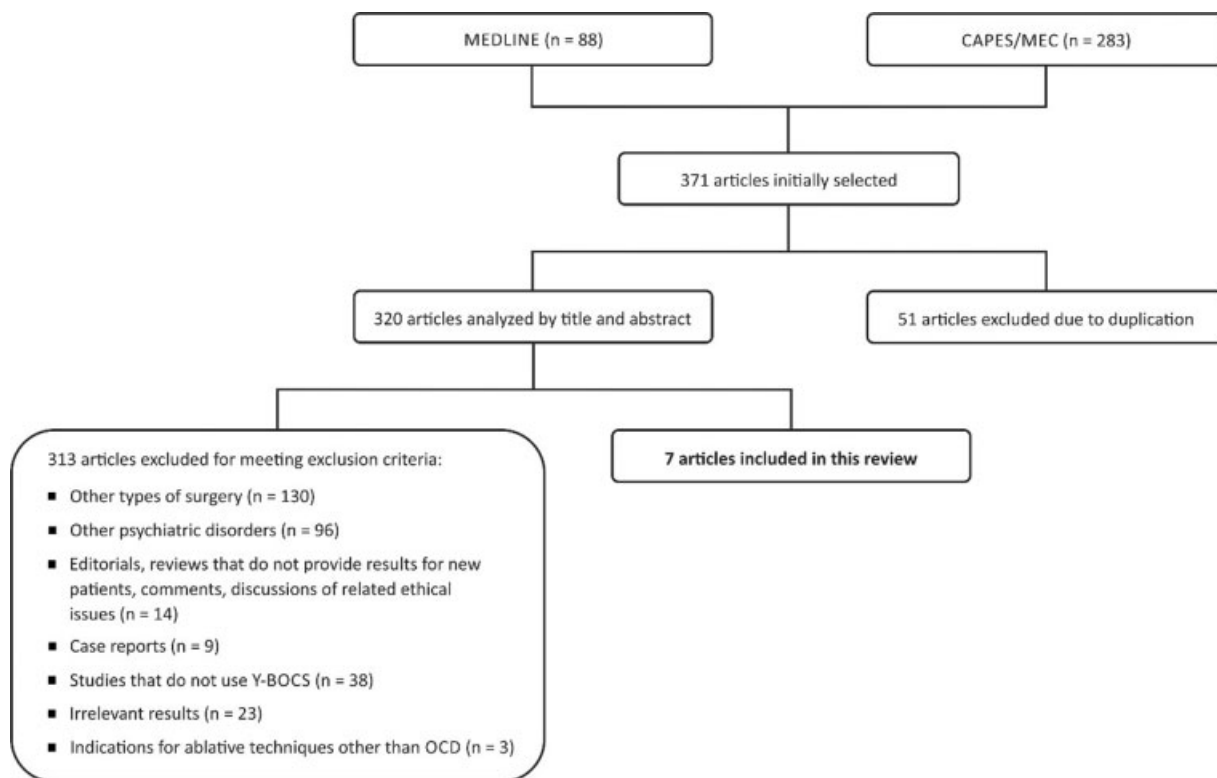 MEDLINE (n = 88)
CAPES/MEC (n = 283)
371 articles initially selected
320 articles analyzed by title and abstract
51 articles excluded due to duplication
313 articles excluded for meeting exclusion criteria:
▪ Other types of surgery (n = 130)
▪ Other psychiatric disorders (n = 96)
▪ Editorials, reviews that do not provide results for new
patients, comments, discussions of related ethical
issues (n = 14)
▪ Case reports (n = 9)
▪ Studies that do not use Y-BOCS (n = 38)
▪ Irrelevant results (n = 23)
▪ Indications for ablative techniques other than OCD (n = 3)
7 articles included in this review